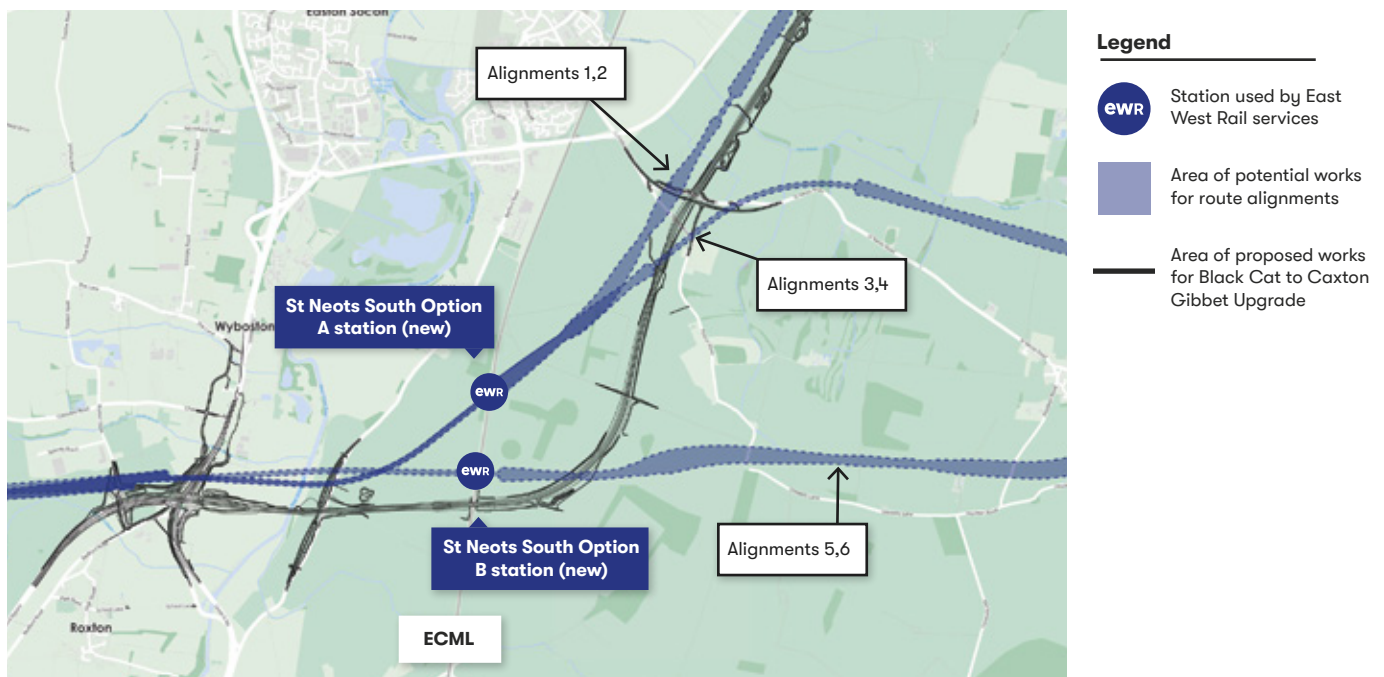 Easton Socon
Alignments 1,2
Alignments 3,4
St Neots South Option
A station (new)
Wyboston
ewR
ewR
Alignments 5,6
St Neots South Option
B station (new)
ECML
Roxton
Legend
ewR
Station used by East
West Rail services
Area of potential works
for route alignments
Area of proposed works
for Black Cat to Caxton
Gibbet Upgrade